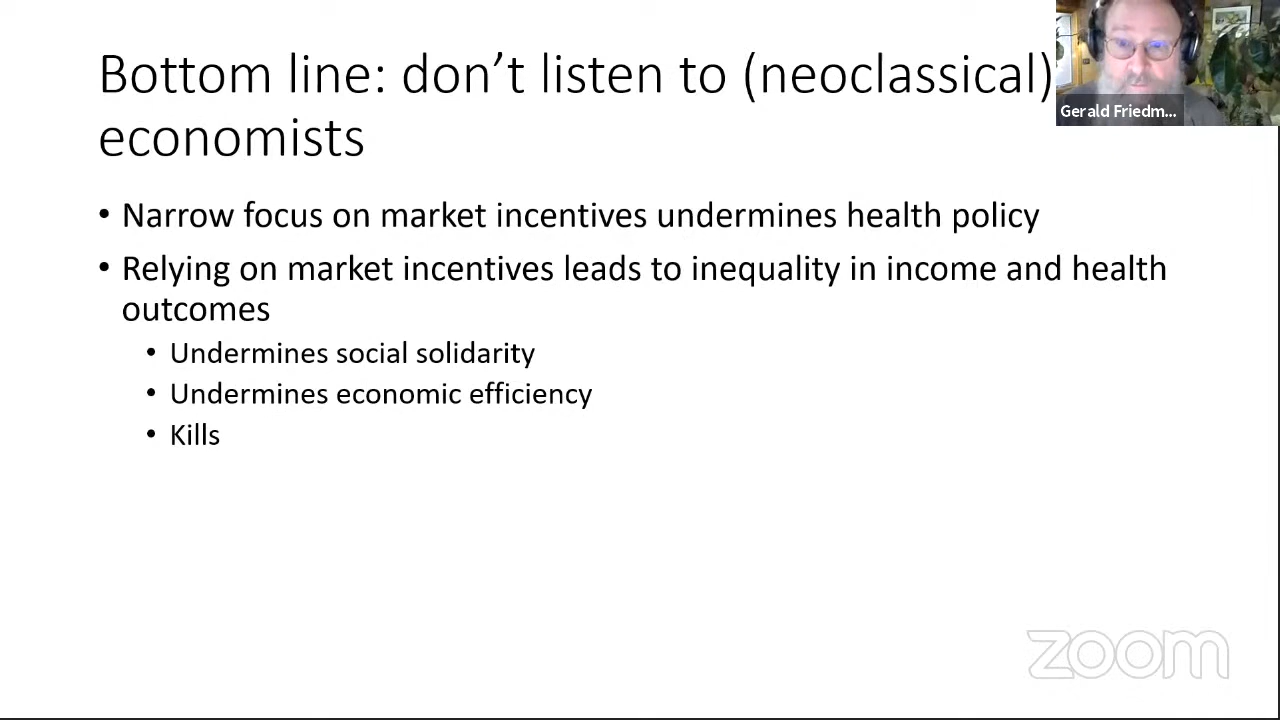 Bottom line: don’t listen to (neoclassical)
economists
Gerald Friedm...
• Narrow focus on market incentives undermines health policy
• Relying on market incentives leads to inequality in income and health
outcomes
• Undermines social solidarity
• Undermines economic efficiency
• Kills
zoom